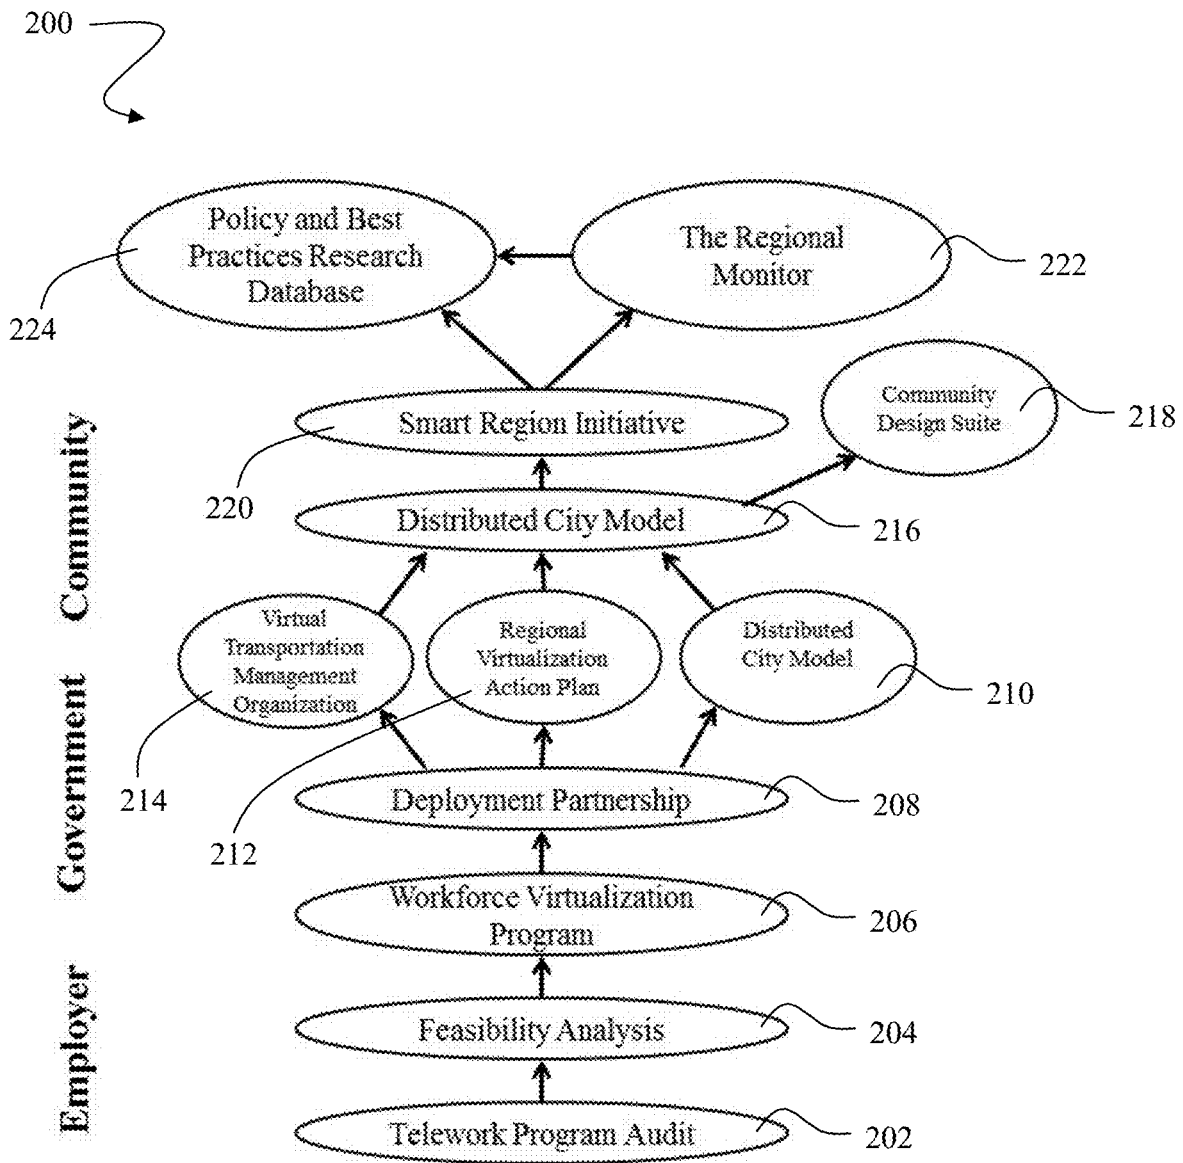 200
Policy and Best
Practices Research
Database
The Regional
Monitor
222
224
Community
Design Suite
218
Smart Region Initiative
220
Distributed City Model
216
Community
Virtual
Transportation
Management
Organization
Regional
Virtualization
Action Plan
Distributed
City Model
210
214
212
Government
Deployment Partnership
208
Workforce Virtualization
Program
206
Employer
Feasibility Analysis
204
Telework Program Audit
202